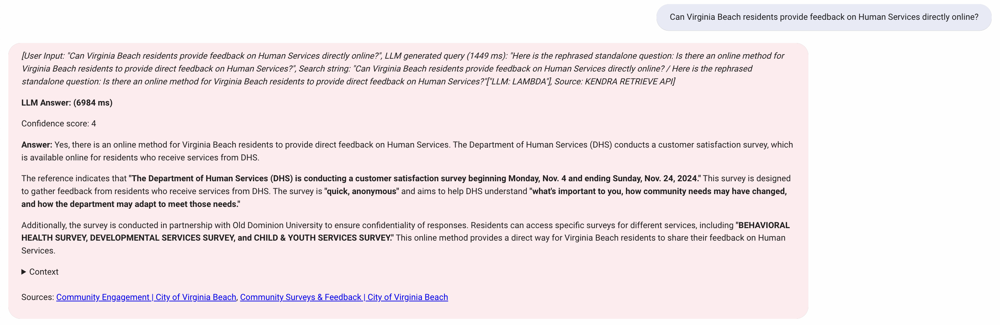 Can Virginia Beach residents provide feedback on Human Services directly online?
[User Input: "Can Virginia Beach residents provide feedback on Human Services directly online?", LLM generated query (1449 ms): "Here is the rephrased standalone question: Is there an online method for
Virginia Beach residents to provide direct feedback on Human Services?", Search string: "Can Virginia Beach residents provide feedback on Human Services directly online? / Here is the rephrased
standalone question: Is there an online method for Virginia Beach residents to provide direct feedback on Human Services?"["LLM: LAMBDA"], Source: KENDRA RETRIEVE API]
LLM Answer: (6984 ms)
Confidence score: 4
Answer: Yes, there is an online method for Virginia Beach residents to provide direct feedback on Human Services. The Department of Human Services (DHS) conducts a customer satisfaction survey, which
is available online for residents who receive services from DHS.
The reference indicates that "The Department of Human Services (DHS) is conducting a customer satisfaction survey beginning Monday, Nov. 4 and ending Sunday, Nov. 24, 2024." This survey is designed
to gather feedback from residents who receive services from DHS. The survey is "quick, anonymous" and aims to help DHS understand "what's important to you, how community needs may have changed,
and how the department may adapt to meet those needs."
Additionally, the survey is conducted in partnership with Old Dominion University to ensure confidentiality of responses. Residents can access specific surveys for different services, including "BEHAVIORAL
HEALTH SURVEY, DEVELOPMENTAL SERVICES SURVEY, and CHILD & YOUTH SERVICES SURVEY." This online method provides a direct way for Virginia Beach residents to share their feedback on Human
Services.
▶ Context
Sources: Community Engagement | City of Virginia Beach, Community Surveys & Feedback | City of Virginia Beach